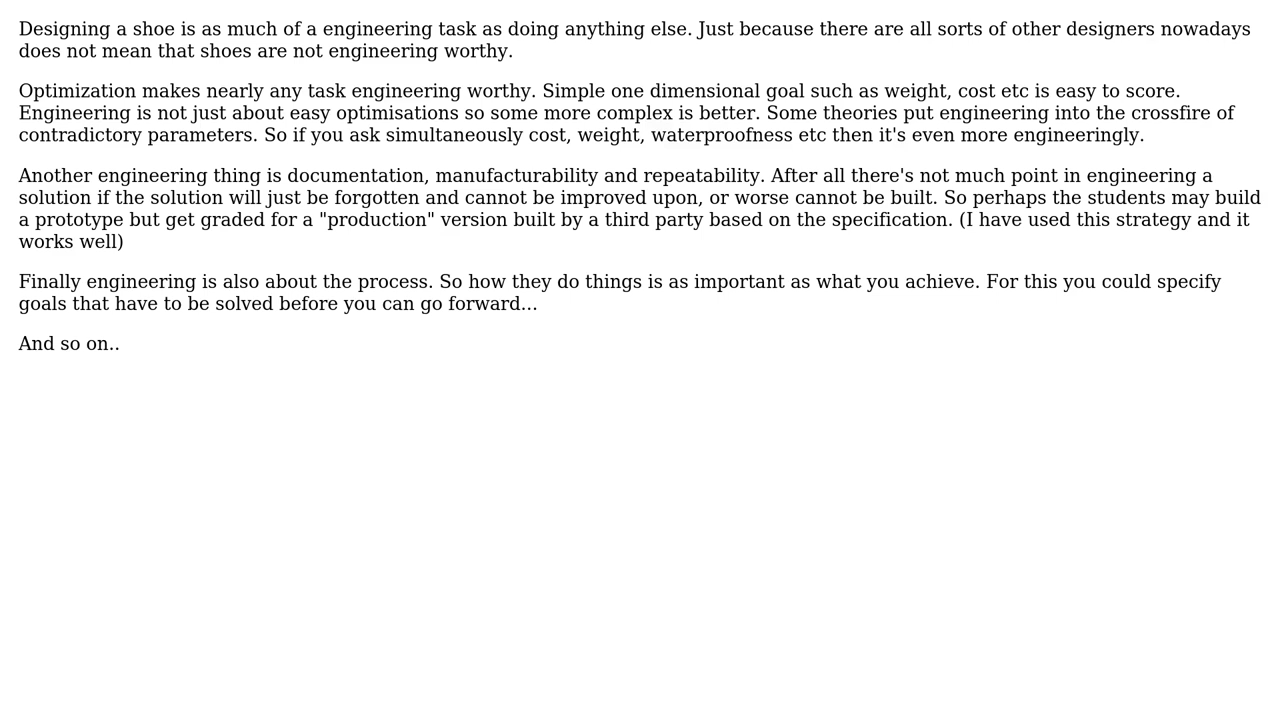 Designing a shoe is as much of a engineering task as doing anything else. Just because there are all sorts of other designers nowadays
does not mean that shoes are not engineering worthy.
Optimization makes nearly any task engineering worthy. Simple one dimensional goal such as weight, cost etc is easy to score.
Engineering is not just about easy optimisations so some more complex is better. Some theories put engineering into the crossfire of
contradictory parameters. So if you ask simultaneously cost, weight, waterproofness etc then it's even more engineeringly.
Another engineering thing is documentation, manufacturability and repeatability. After all there's not much point in engineering a
solution if the solution will just be forgotten and cannot be improved upon, or worse cannot be built. So perhaps the students may build
a prototype but get graded for a "production" version built by a third party based on the specification. (I have used this strategy and it
works well)
Finally engineering is also about the process. So how they do things is as important as what you achieve. For this you could specify
goals that have to be solved before you can go forward...
And so on..